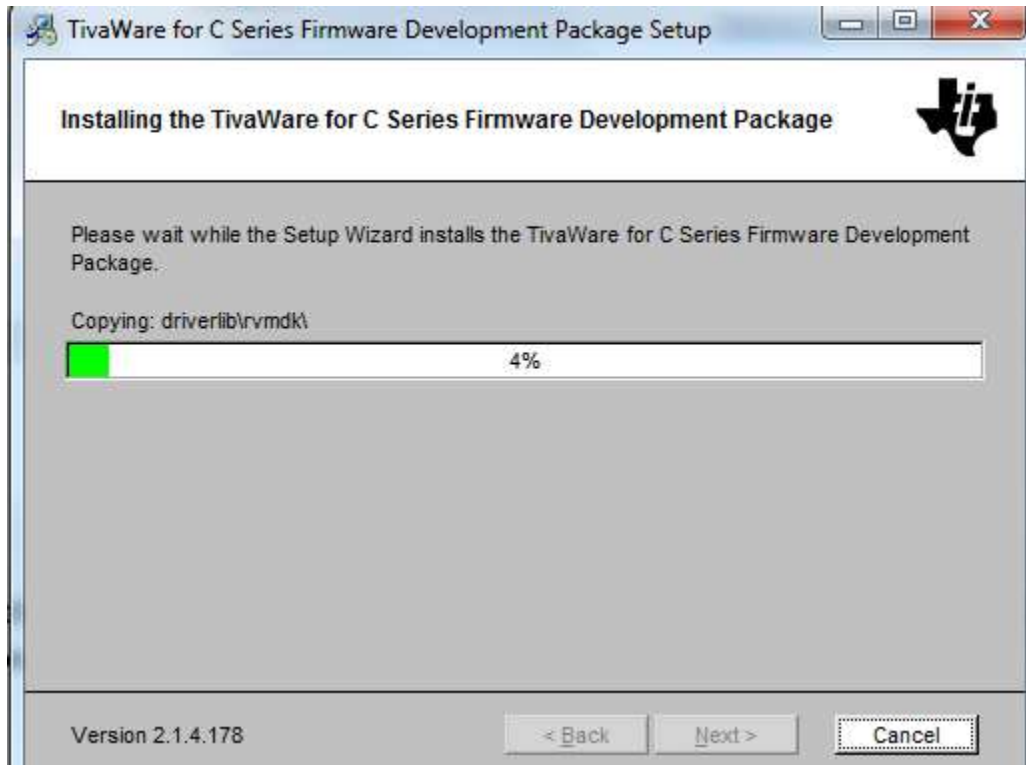 TivaWare for C Series Firmware Development Package Setup
Installing the TivaWare for C Series Firmware Development Package
Please wait while the Setup Wizard installs the TivaWare for C Series Firmware Development
Package.
Copying: driverlib\rvmdk\
4%
Version 2.1.4.178
< Back
Next >
Cancel